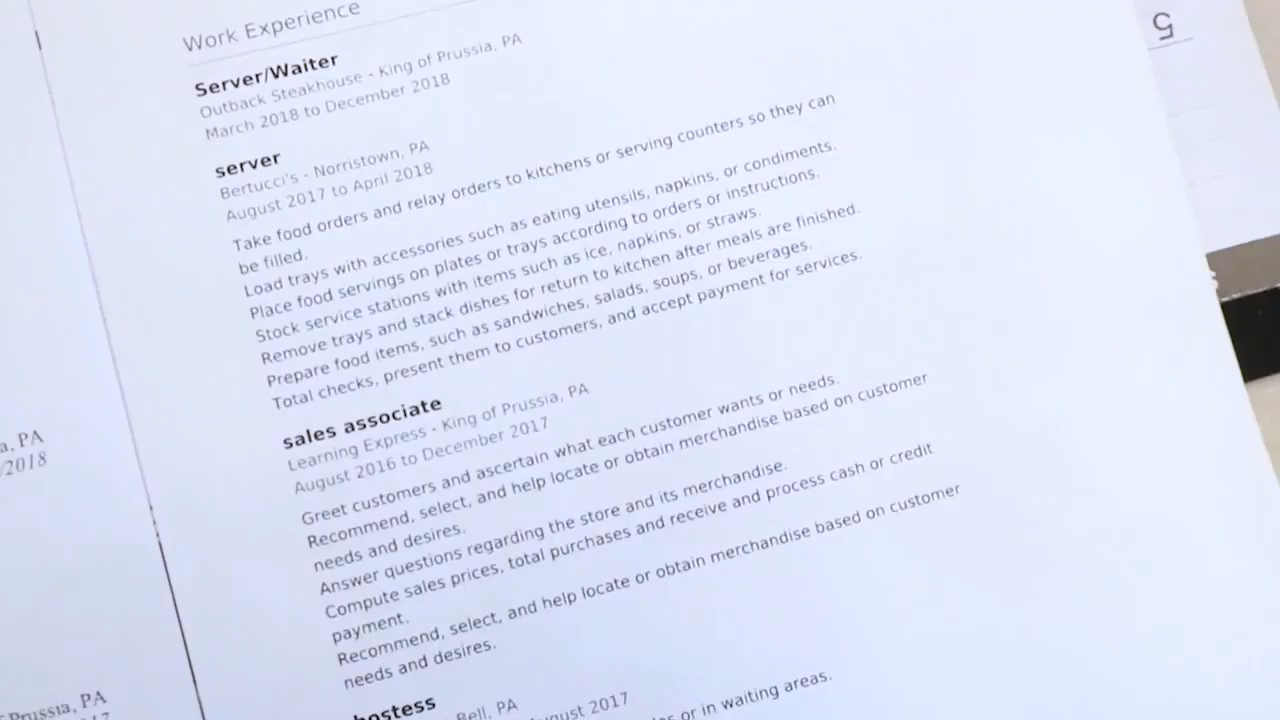 Work Experience
Server/Waiter
Outback Steakhouse - King of Prussia, PA
March 2018 to December 2018
server
Bertucci's - Norristown, PA
August 2017 to April 2018
Take food orders and relay orders to kitchens or serving counters so they can
be filled.
Load trays with accessories such as eating utensils, napkins, or condiments.
Place food servings on plates or trays according to orders or instructions.
Stock service stations with items such as ice, napkins, or straws.
Remove trays and stack dishes for return to kitchen after meals are finished.
Prepare food items, such as sandwiches, salads, soups, or beverages.
Total checks, present them to customers, and accept payment for services.
sales associate
Learning Express - King of Prussia, PA
August 2016 to December 2017
Greet customers and ascertain what each customer wants or needs.
Recommend, select, and help locate or obtain merchandise based on customer
needs and desires.
Answer questions regarding the store and its merchandise.
Compute sales prices, total purchases and receive and process cash or credit
payment.
Recommend, select, and help locate or obtain merchandise based on customer
needs and desires.
hostess
Bell, PA
August 2017
or in waiting areas.
PA
/2018
Prussia, PA
5